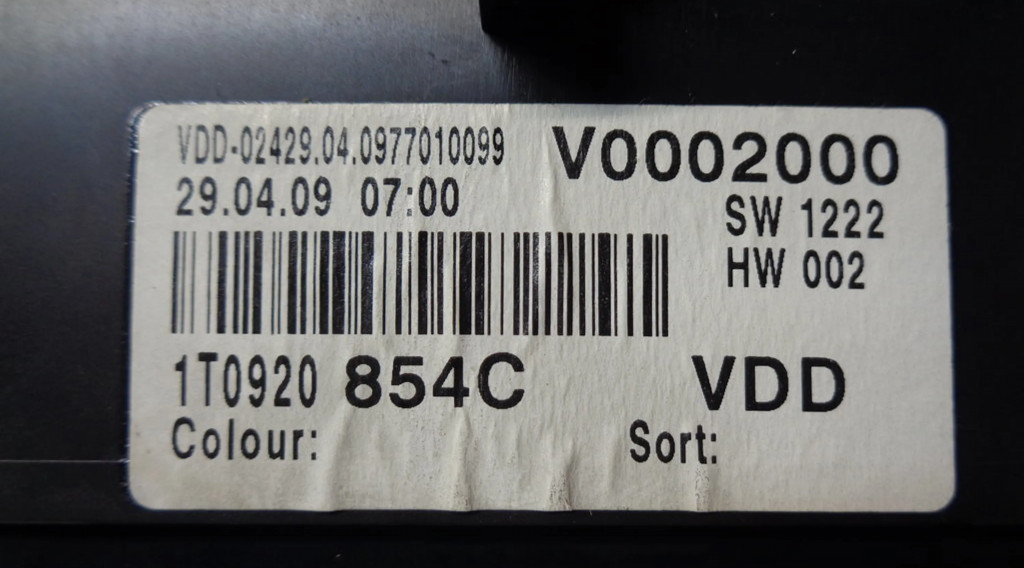 VDD-02429.04.0977010099 V0002000
29.04.09 07:00 SW 1222
HW 002
1T0920 854C VDD
Colour: Sort: